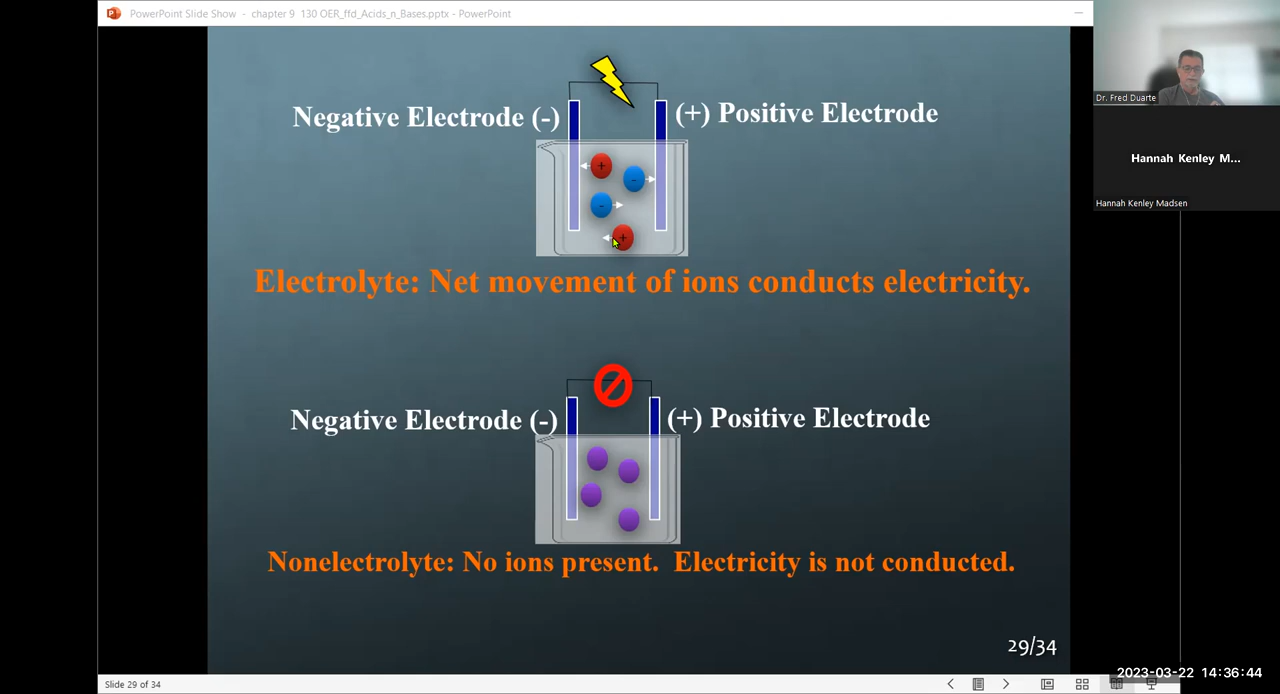 PowerPoint Slide Show - chapter 9 130 OER_ffd_Acids_n_Bases.pptx - PowerPoint
Negative Electrode (-)
(+) Positive Electrode
+
-
-
+
Electrolyte: Net movement of ions conducts electricity.
Negative Electrode (-)
(+) Positive Electrode
Nonelectrolyte: No ions present. Electricity is not conducted.
29/34
Slide 29 of 34
Dr. Fred Duarte
Hannah Kenley M...
Hannah Kenley Madsen
2023-03-22 14:36:44